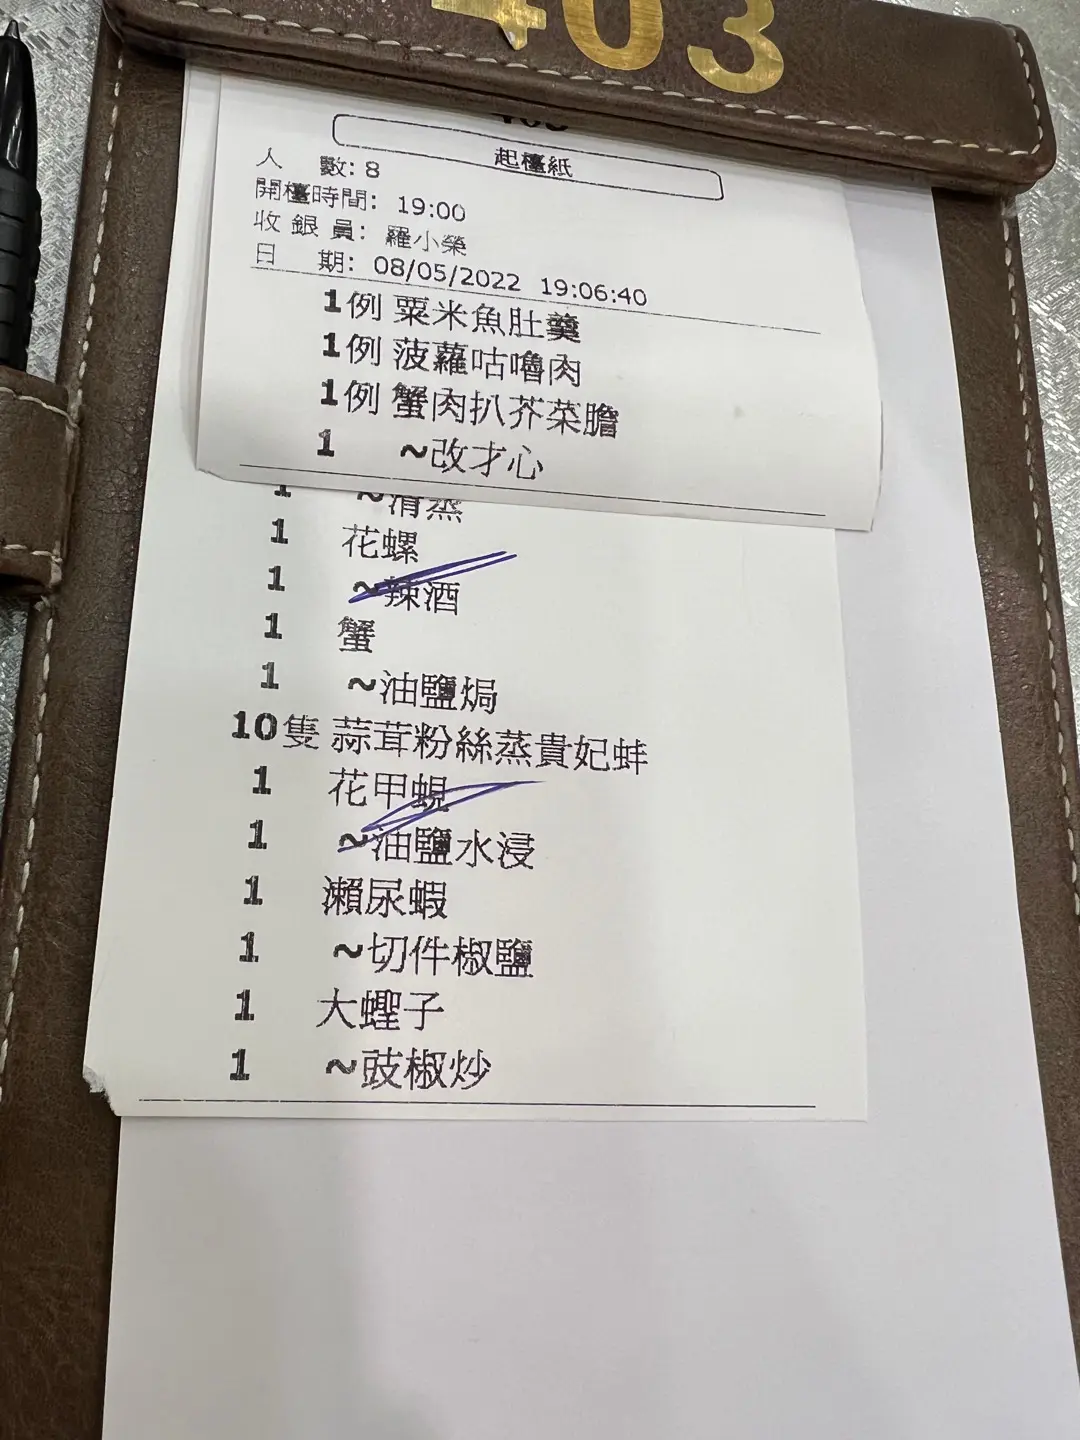 403
403
起檯紙
人 數: 8
開檯時間: 19:00
收銀員: 羅小榮
日 期: 08/05/2022 19:06:40
1例 粟米魚肚羹
1例 菠蘿咕嚕肉
1例 蟹肉扒芥菜膽
1 ~改才心
1 ~清蒸
1 花螺
1 ~辣酒
1 蟹
1 ~油鹽焗
10隻 蒜茸粉絲蒸貴妃蚌
1 花甲蜆
1 ~油鹽水浸
1 瀨尿蝦
1 ~切件椒鹽
1 大蟶子
1 ~豉椒炒